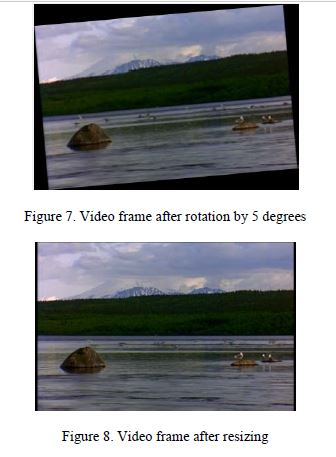 Figure 7. Video frame after rotation by 5 degrees
Figure 8. Video frame after resizing